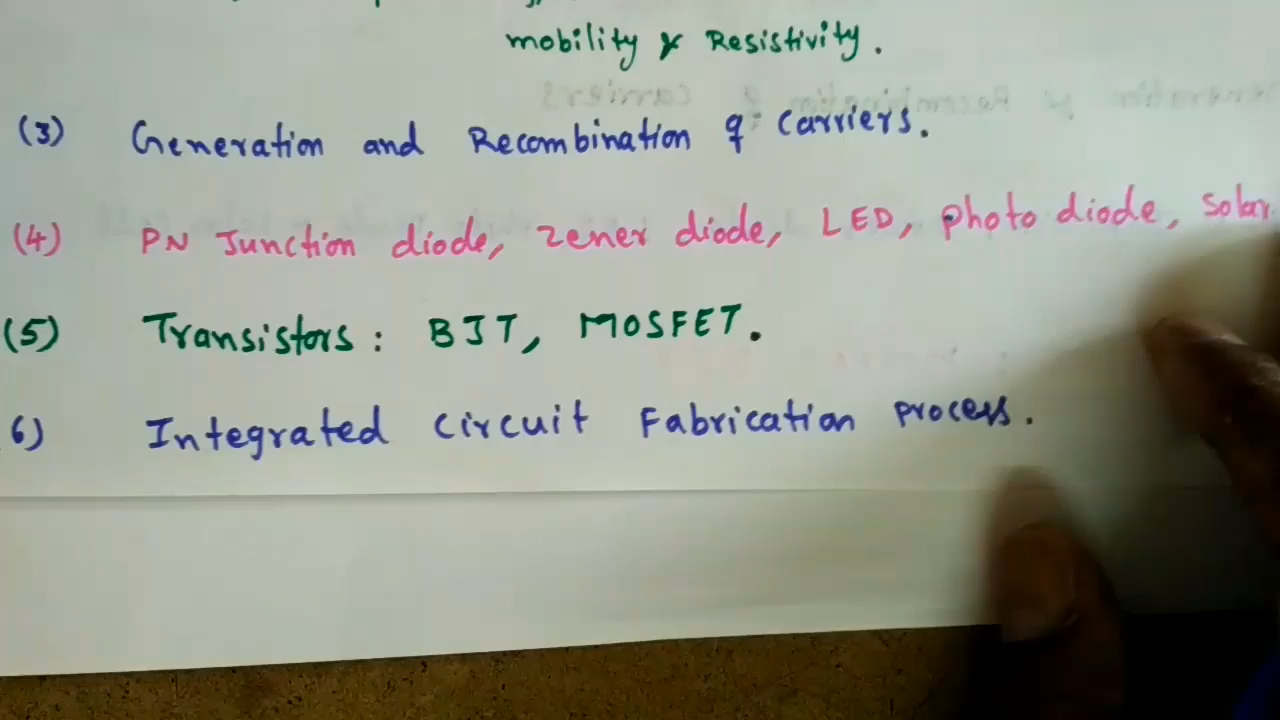 mobility & Resistivity.
(3) Generation and Recombination of carriers.
(4) PN Junction diode, zener diode, LED, photo diode, solar
(5) Transistors: BJT, MOSFET.
6) Integrated circuit Fabrication process.